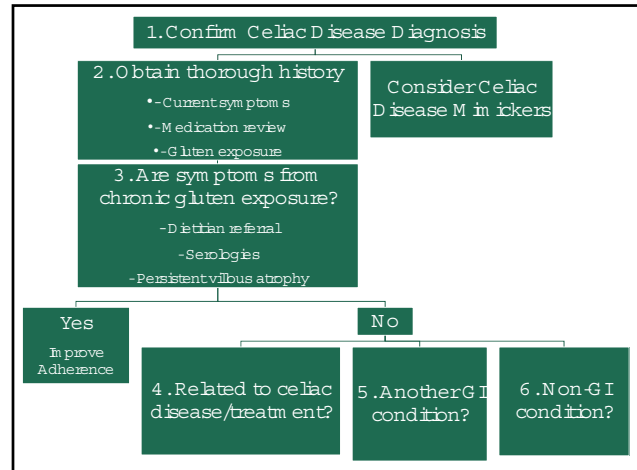 1. Confirm Celiac Disease Diagnosis
2. Obtain thorough history
•-Current symptoms
•-Medication review
•-Gluten exposure
Consider Celiac
Disease Mimickers
3. Are symptoms from
chronic gluten exposure?
-Dietitian referral
-Serologies
-Persistent villous atrophy
Yes
Improve
Adherence
No
4. Related to celiac
disease/treatment?
5. Another GI
condition?
6. Non-GI
condition?